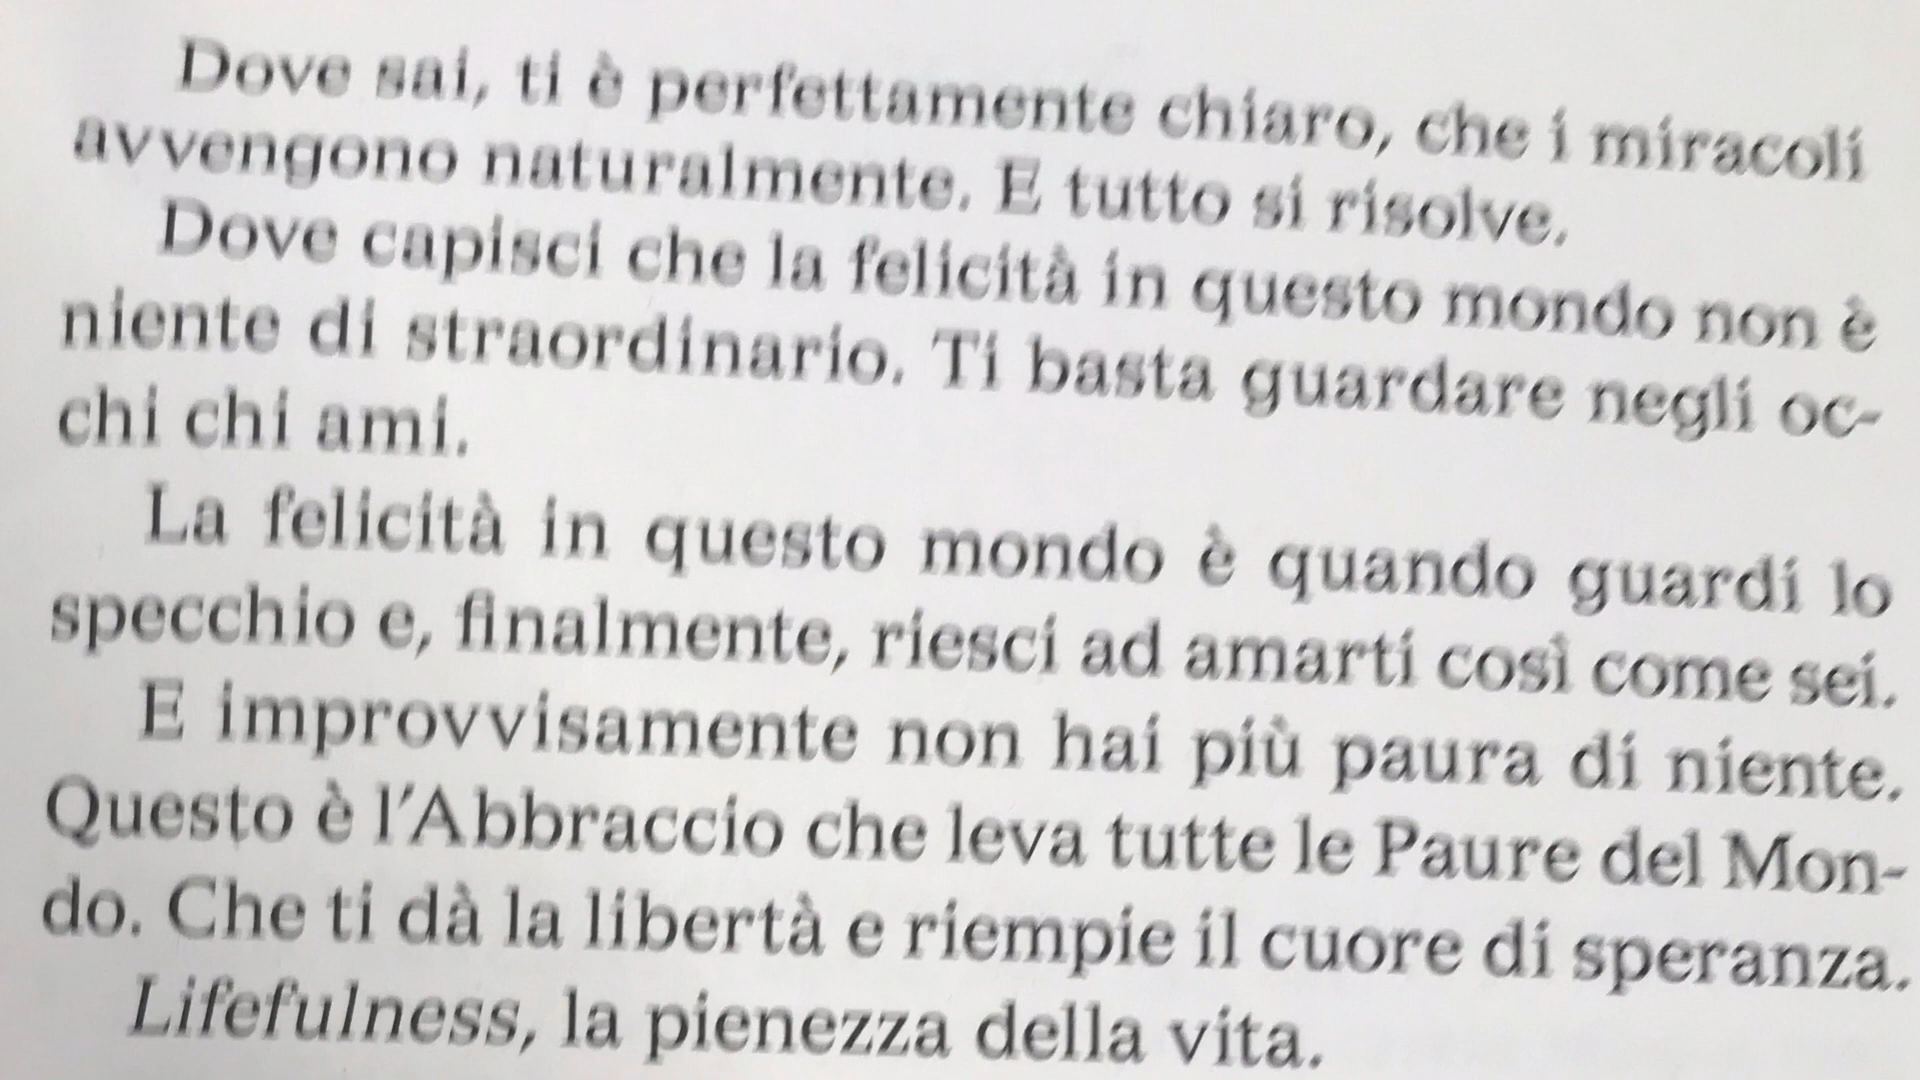 Dove sai, ti è perfettamente chiaro, che i miracoli
avvengono naturalmente. E tutto si risolve.
Dove capisci che la felicità in questo mondo non è
niente di straordinario. Ti basta guardare negli oc-
chi chi ami.
La felicità in questo mondo è quando guardi lo
specchio e, finalmente, riesci ad amarti così come sei.
E improvvisamente non hai più paura di niente.
Questo è l'Abbraccio che leva tutte le Paure del Mon-
do. Che ti dà la libertà e riempie il cuore di speranza.
Lifefulness, la pienezza della vita.